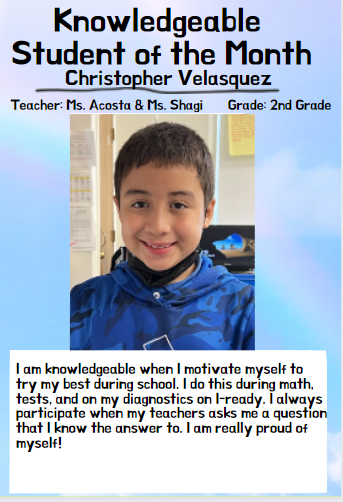 Knowledgeable
Student of the Month
Christopher Velasquez
Teacher: Ms. Acosta & Ms. Shagi Grade: 2nd Grade
I am knowledgeable when I motivate myself to
try my best during school. I do this during math,
tests, and on my diagnostics on I-ready. I always
participate when my teachers asks me a question
that I know the answer to. I am really proud of
myself!